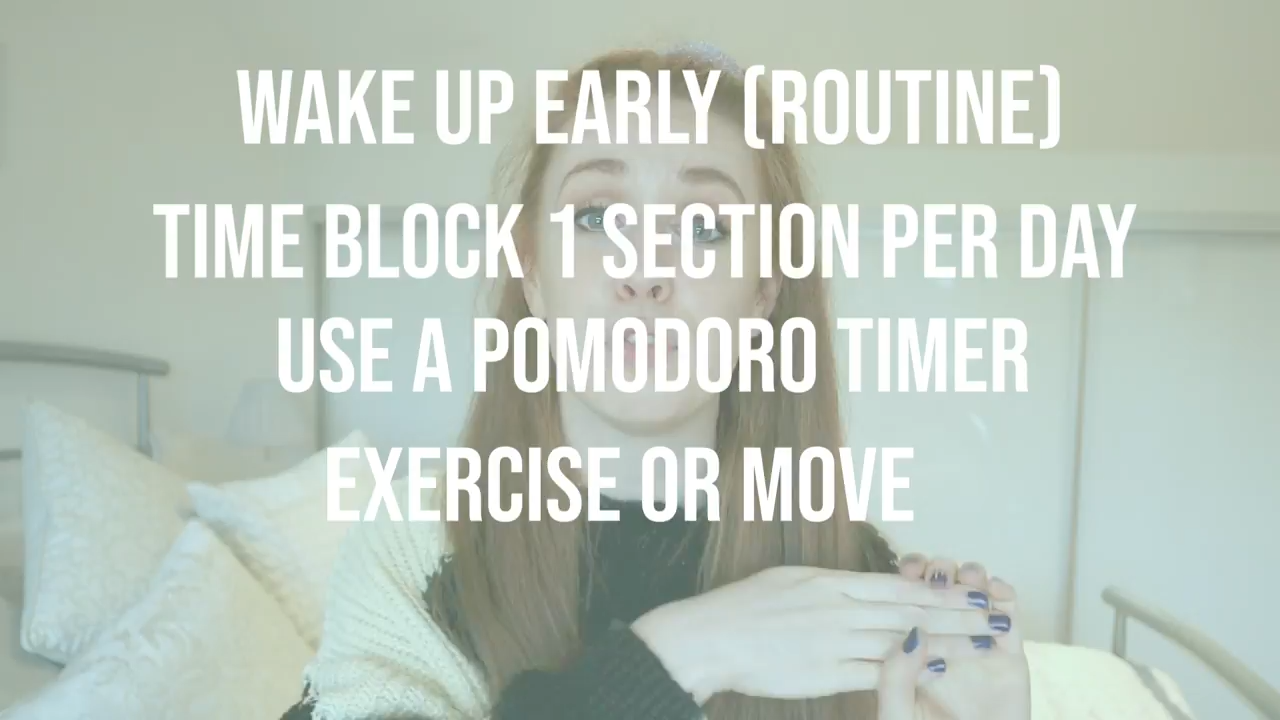 WAKE UP EARLY (ROUTINE)
TIME BLOCK 1 SECTION PER DAY
USE A POMODORO TIMER
EXERCISE OR MOVE